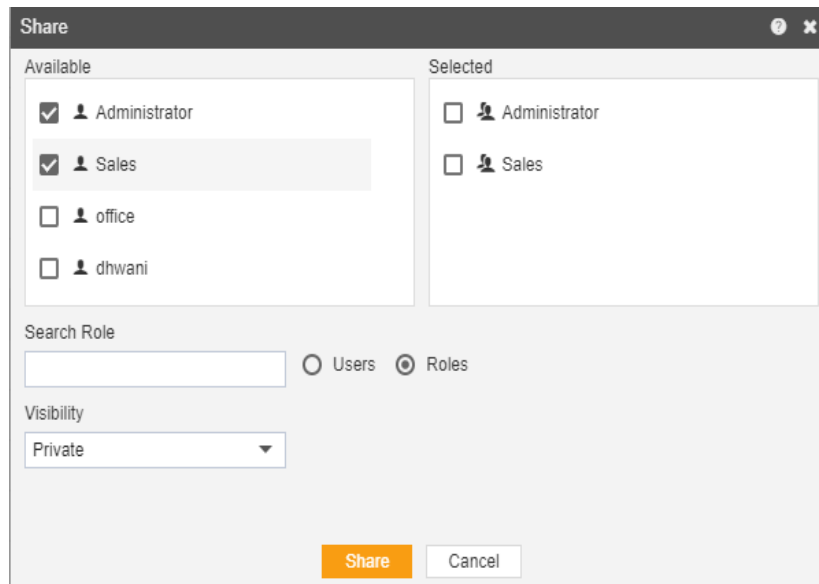 Share
Available
Selected
Administrator
Sales
office
dhwani
Administrator
Sales
Search Role
Users
Roles
Visibility
Private
Share
Cancel